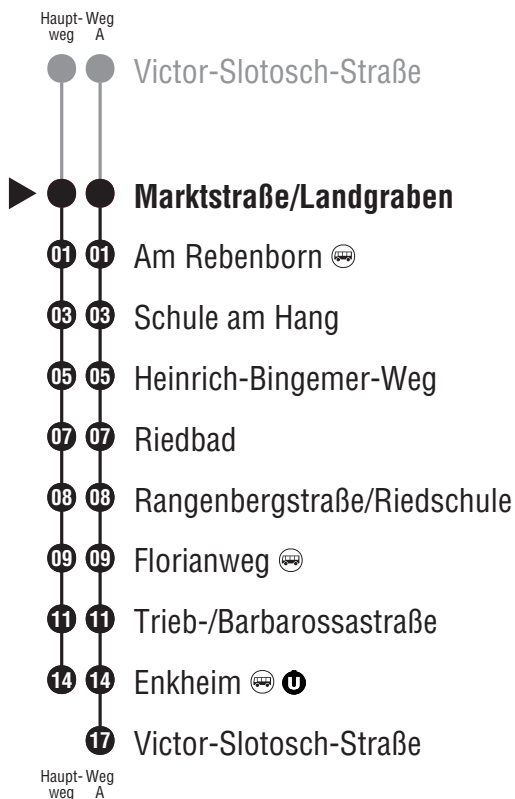 Haupt- Weg
weg A
Victor-Slotosch-Straße
Marktstraße/Landgraben
01 01 Am Rebenborn
03 03 Schule am Hang
05 05 Heinrich-Bingemer-Weg
07 07 Riedbad
08 08 Rangenbergstraße/Riedschule
09 09 Florianweg
11 11 Trieb-/Barbarossastraße
14 14 Enkheim U
17 Victor-Slotosch-Straße
Haupt- Weg
weg A